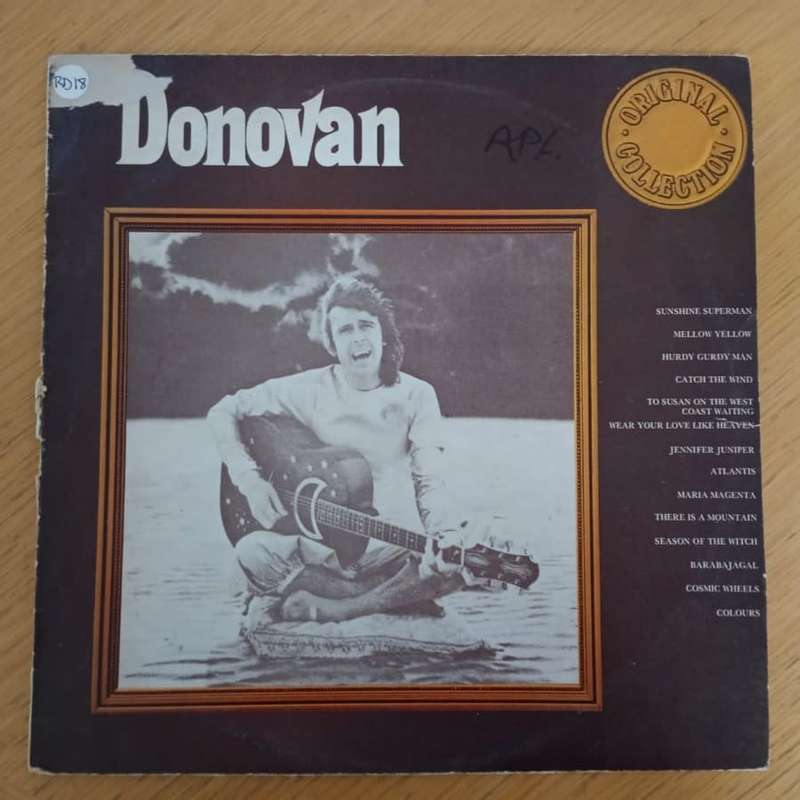 RD18
Donovan
APL.
ORIGINAL
COLLECTION
SUNSHINE SUPERMAN
MELLOW YELLOW
HURDY GURDY MAN
CATCH THE WIND
TO SUSAN ON THE WEST
COAST WAITING
WEAR YOUR LOVE LIKE HEAVEN
JENNIFER JUNIPER
ATLANTIS
MARIA MAGENTA
THERE IS A MOUNTAIN
SEASON OF THE WITCH
BARABAJAGAL
COSMIC WHEELS
COLOURS